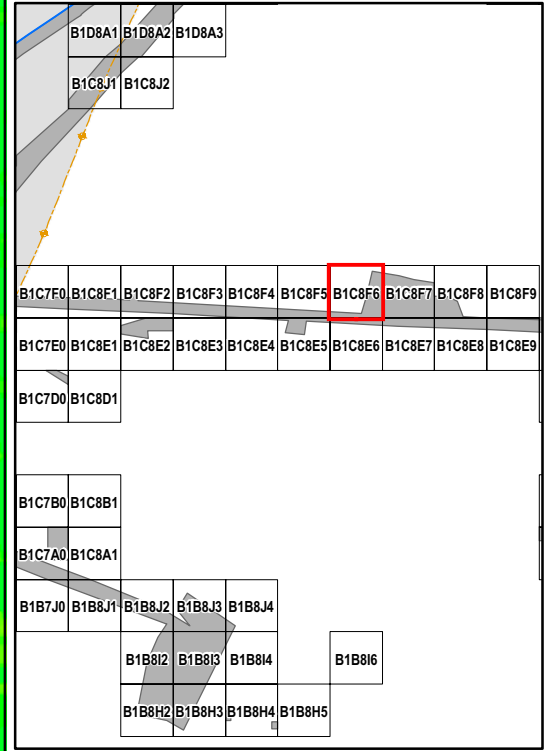 B1D8A1 B1D8A2 B1D8A3
B1C8J1 B1C8J2
B1C7F0 B1C8F1 B1C8F2 B1C8F3 B1C8F4 B1C8F5 B1C8F6 B1C8F7 B1C8F8 B1C8F9
B1C7E0 B1C8E1 B1C8E2 B1C8E3 B1C8E4 B1C8E5 B1C8E6 B1C8E7 B1C8E8 B1C8E9
B1C7D0 B1C8D1
B1C7B0 B1C8B1
B1C7A0 B1C8A1
B1B7J0 B1B8J1 B1B8J2 B1B8J3 B1B8J4
B1B8I2 B1B8I3 B1B8I4 B1B8I6
B1B8H2 B1B8H3 B1B8H4 B1B8H5